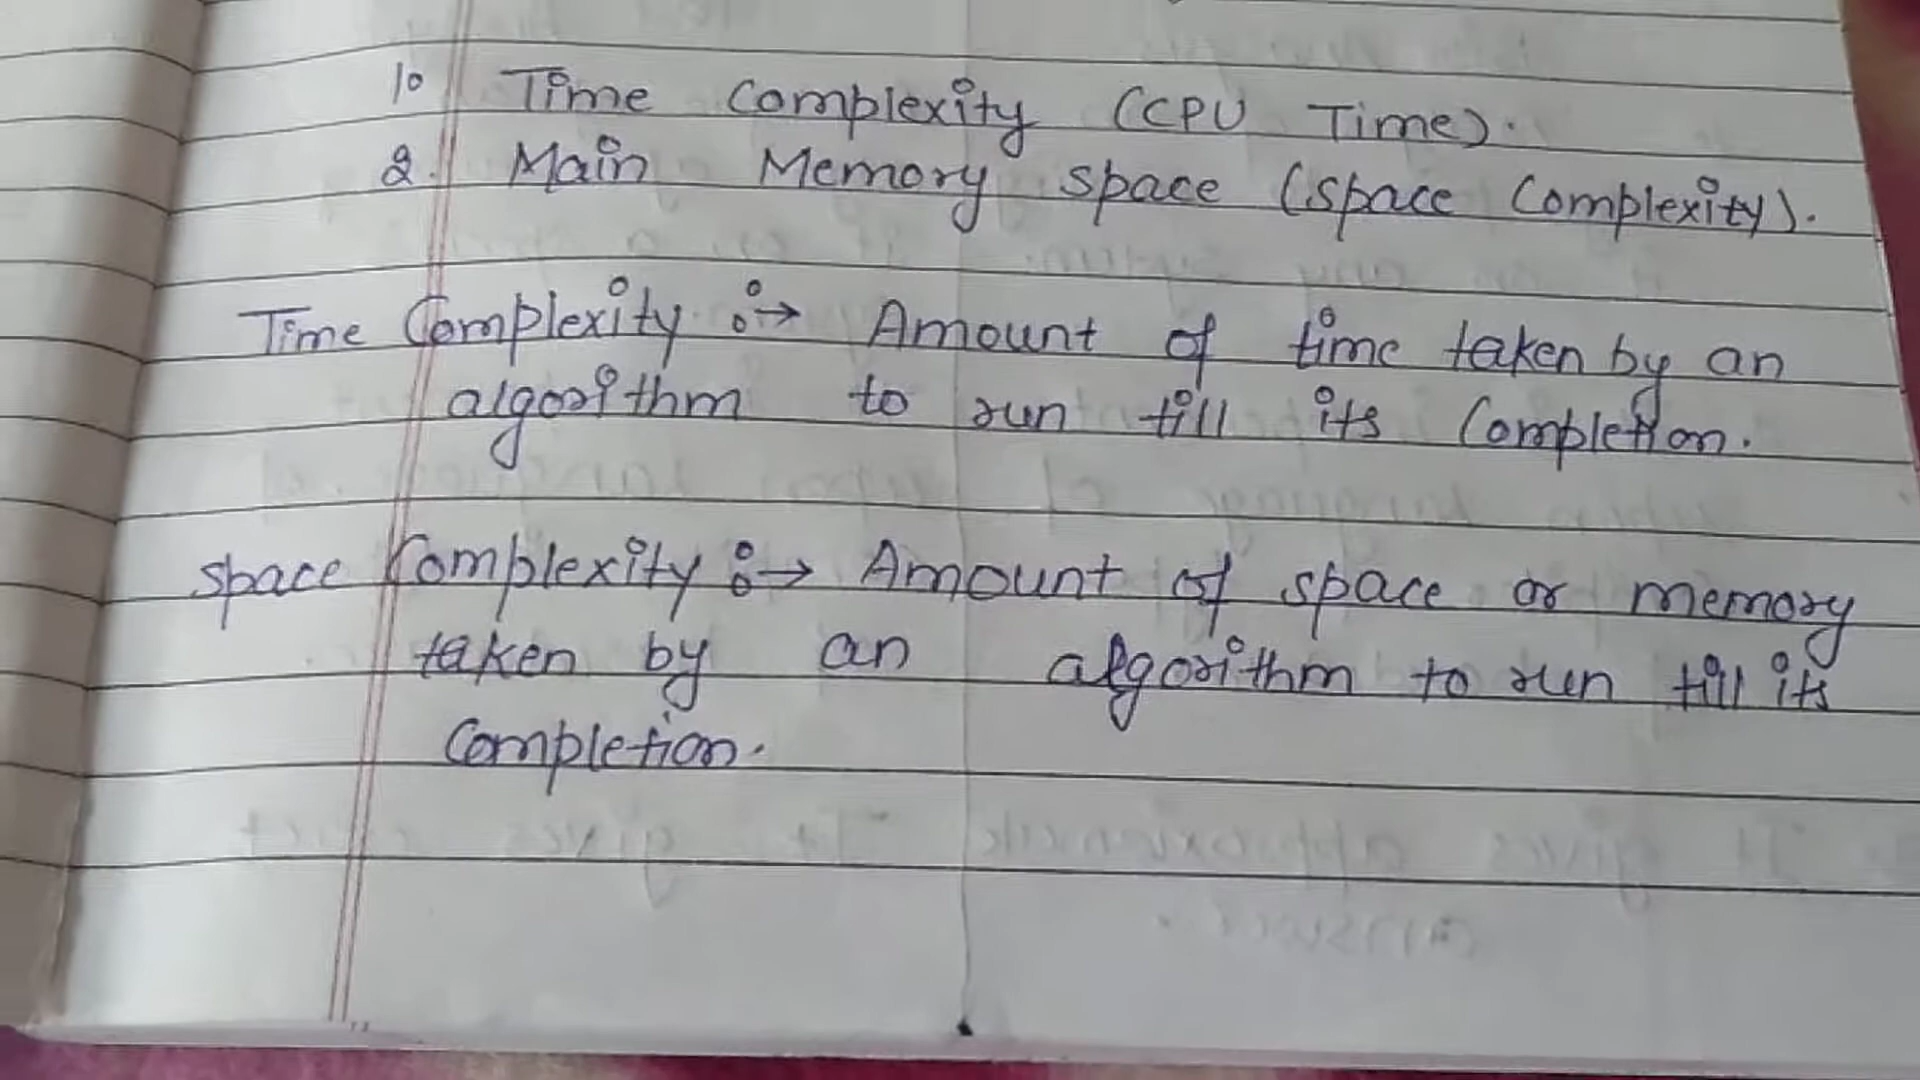 1. Time Complexity (CPU Time).
2. Main Memory space (space Complexity).
Time Complexity :→ Amount of time taken by an
algorithm to run till its Completion.
space Complexity :→ Amount of space or memory
taken by an algorithm to run till its
Completion.